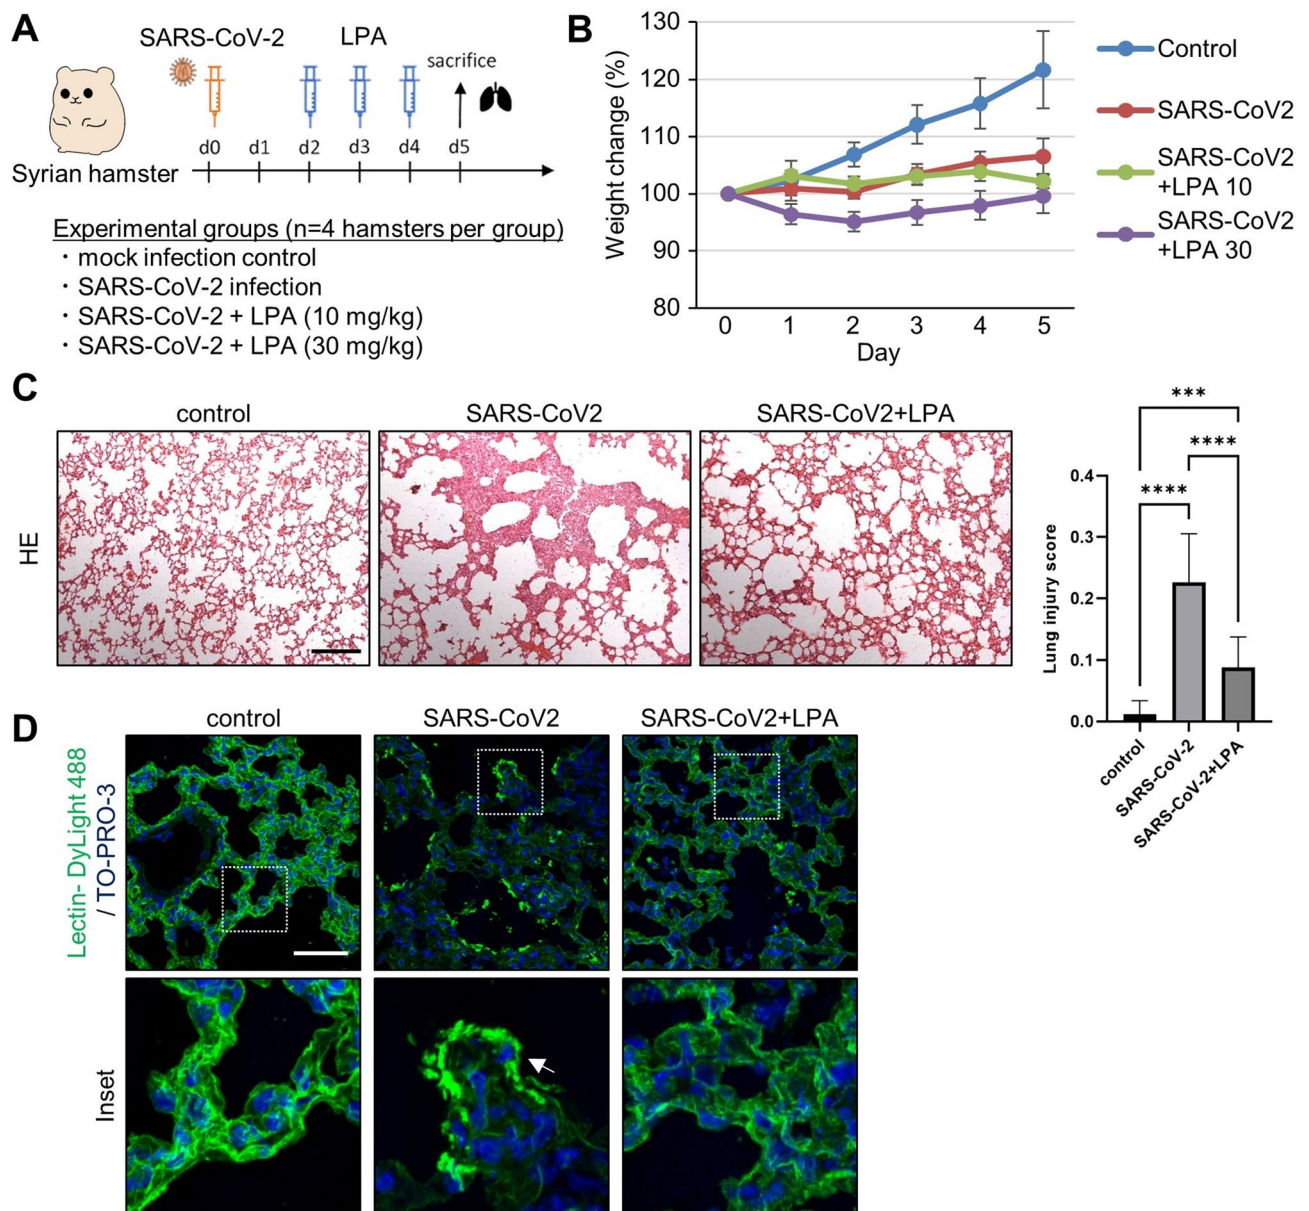 A
SARS-CoV-2
LPA
sacrifice
d0 d1 d2 d3 d4 d5
Syrian hamster
Experimental groups (n=4 hamsters per group)
・mock infection control
・SARS-CoV-2 infection
・SARS-CoV-2 + LPA (10 mg/kg)
・SARS-CoV-2 + LPA (30 mg/kg)
B
Weight change (%)
130
120
110
100
90
80
0 1 2 3 4 5
Day
Control
SARS-CoV2
SARS-CoV2
+LPA 10
SARS-CoV2
+LPA 30
C
control
SARS-CoV2
SARS-CoV2+LPA
HE
***
****
****
Lung injury score
0.4
0.3
0.2
0.1
0.0
control
SARS-CoV-2
SARS-CoV-2+LPA
D
control
SARS-CoV2
SARS-CoV2+LPA
Lectin- DyLight 488
/ TO-PRO-3
Inset